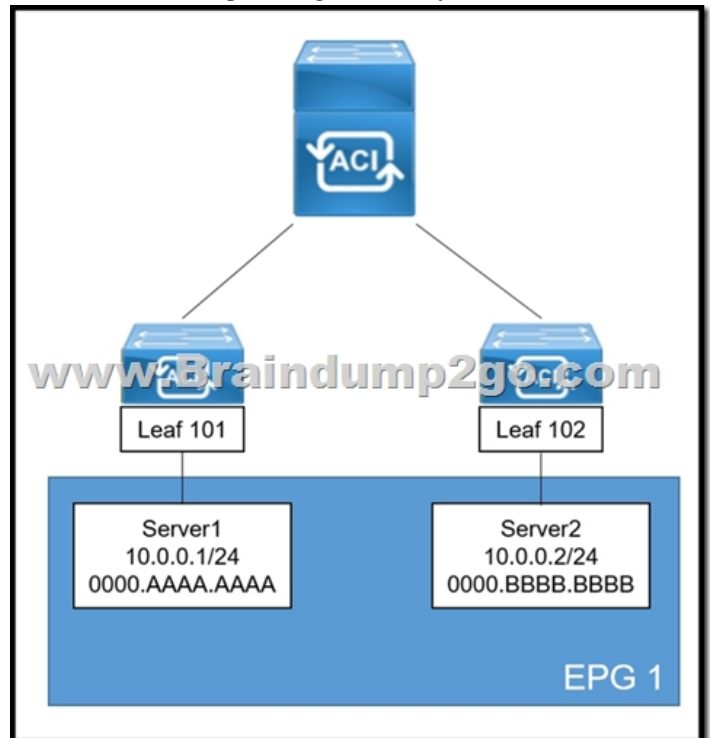 ACI
www.Braindump2go.com
Leaf 101
Leaf 102
Server1
10.0.0.1/24
0000.AAAA.AAAA
Server2
10.0.0.2/24
0000.BBBB.BBBB
EPG 1